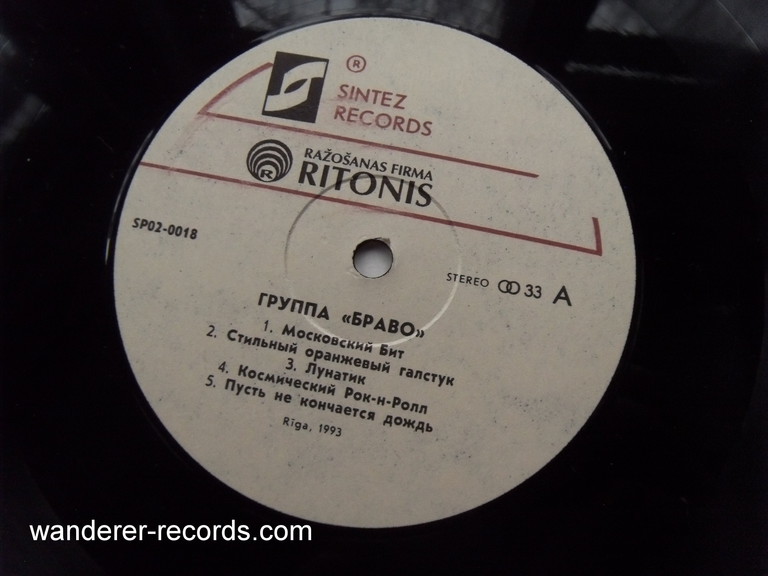 ®
SINTEZ
RECORDS
RAŽOŠANAS FIRMA
RITONIS
R
SP02-0018
STEREO 33 A
ГРУППА «БРАВО»
1. Московский Бит
2. Стильный оранжевый галстук
3. Лунатик
4. Космический Рок-н-Ролл
5. Пусть не кончается дождь
Rīga, 1993
wanderer-records.com